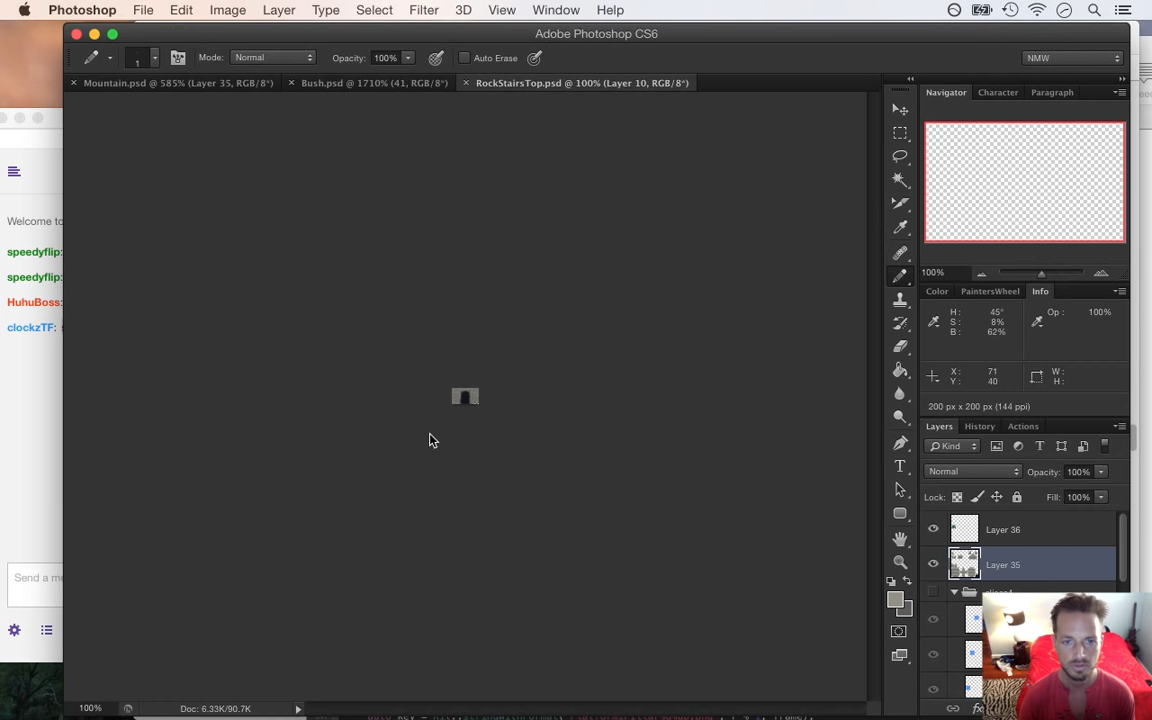 Photoshop File Edit Image Layer Type Select Filter 3D View Window Help
Adobe Photoshop CS6
1 Mode: Normal Opacity: 100% Auto Erase NMW
Mountain.psd @ 585% (Layer 35, RGB/8*) Bush.psd @ 1710% (41, RGB/8*) RockStairsTop.psd @ 100% (Layer 10, RGB/8*)
Navigator Character Paragraph
Welcome to
speedyflip:
speedyflip:
HuhuBoss:
clockzTF:
Send a me
100%
Color PaintersWheel Info
H: 45° Op: 100%
S: 8%
B: 62%
X: 71 W:
Y: 40 H:
200 px x 200 px (144 ppi)
Layers History Actions
Kind
Normal Opacity: 100%
Lock: Fill: 100%
Layer 36
Layer 35
100% Doc: 6.33K/90.7K